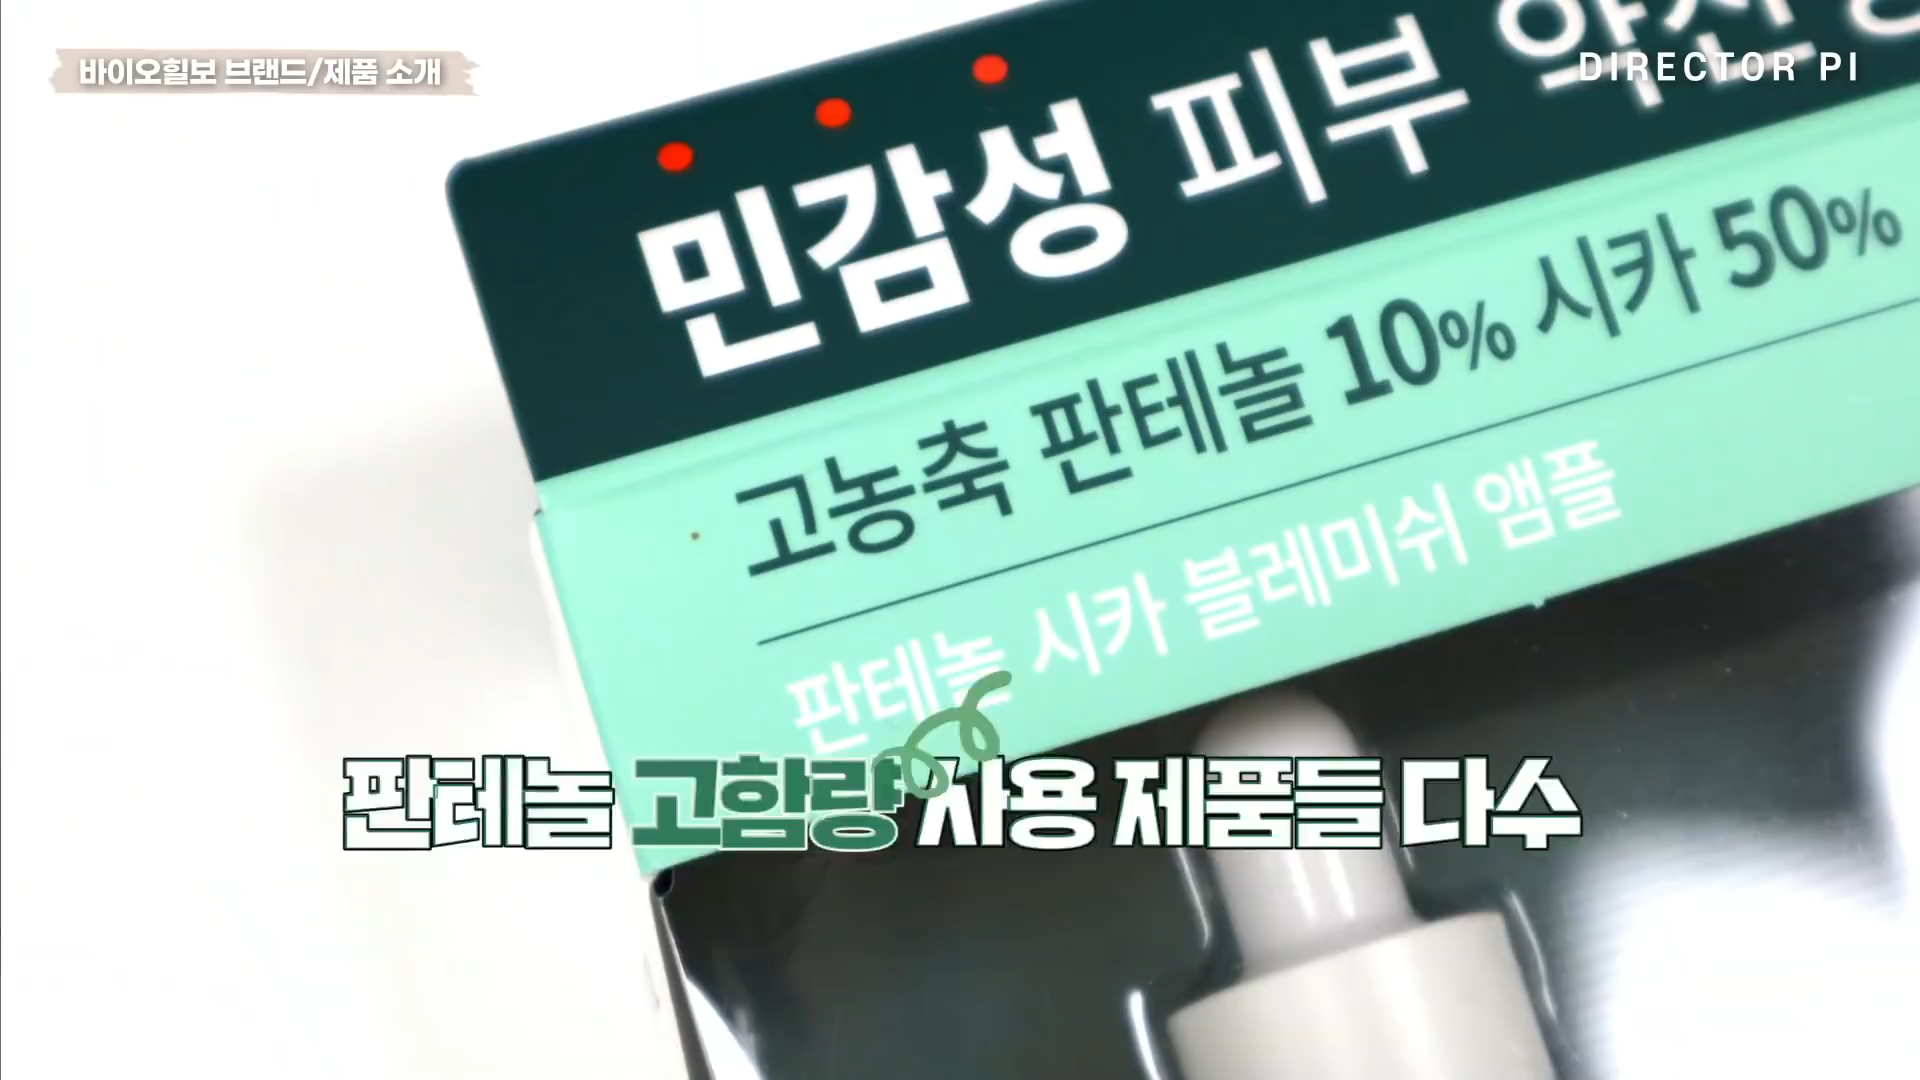 바이오힐보 브랜드/제품 소개
DIRECTOR PI
민감성 피부
고농축 판테놀 10% 시카 50%
판테놀 시카 블레미쉬 앰플
판테놀 고함량 사용 제품들 다수